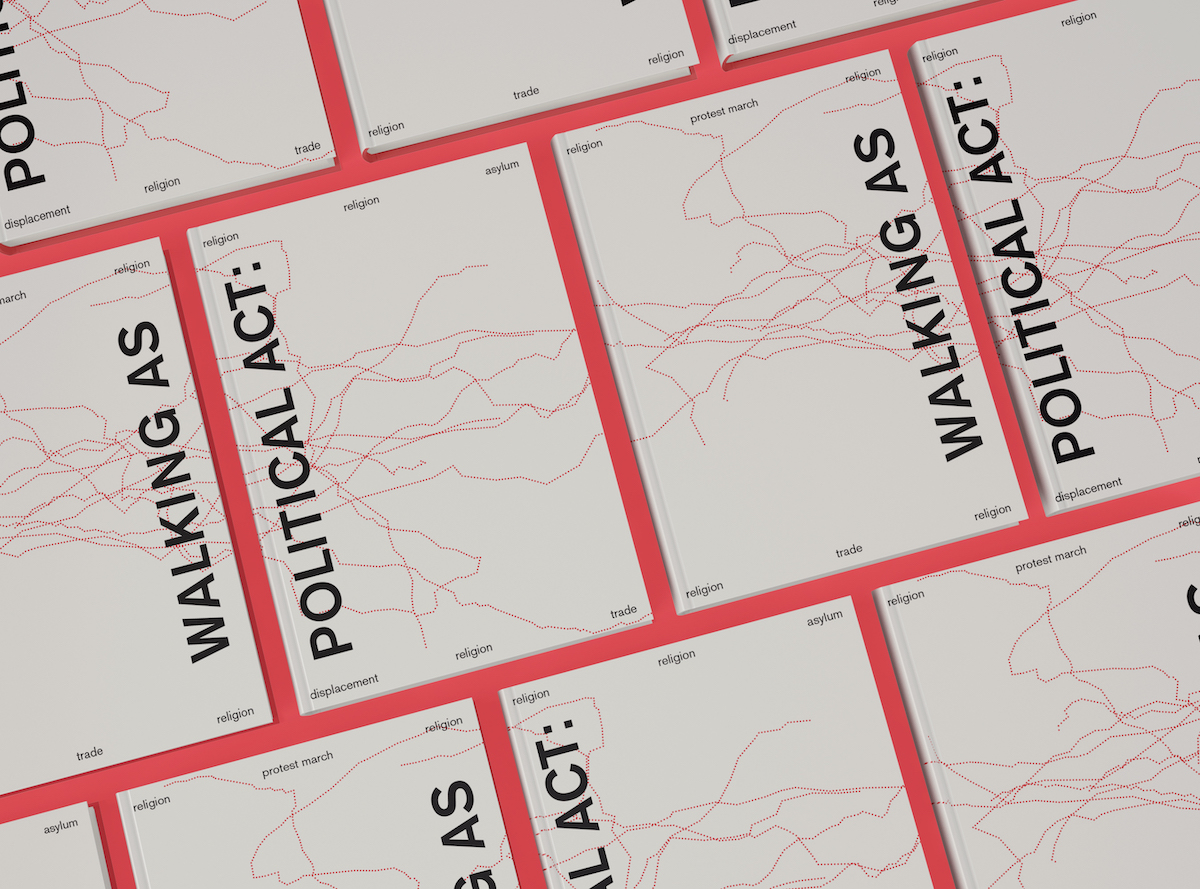 POLITIC
trade
religion
displacement
religion
trade
religion
displacement
march
religion
WALKING AS
religion
trade
religion
religion
asylum
POLITICAL ACT:
trade
religion
displacement
religion
protest march
religion
WALKING AS
religion
trade
religion
religion
religion
POLITICAL ACT:
displacement
asylum
religion
protest march
religion
AS
religion
religion
asylum
AL ACT:
religion
protest march
relig